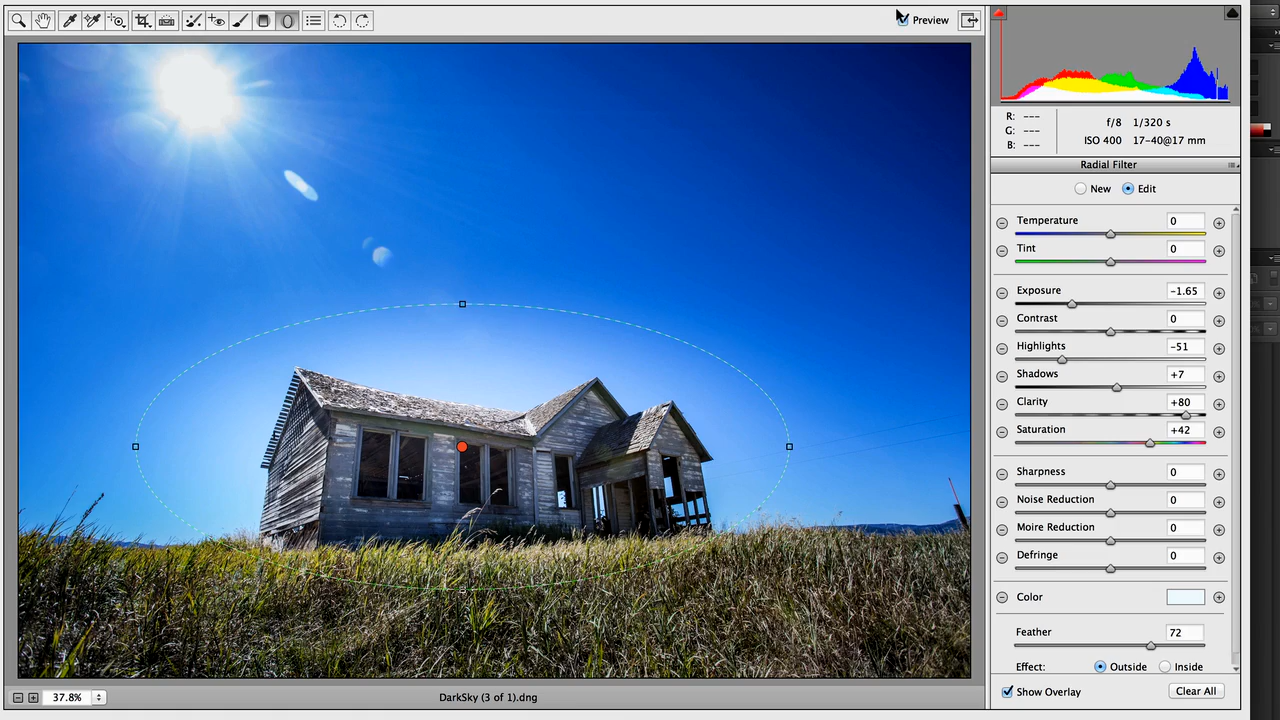 Preview
R: ---
G: ---
B: ---
f/8 1/320 s
ISO 400 17-40@17 mm
Radial Filter
New Edit
Temperature 0
Tint 0
Exposure -1.65
Contrast 0
Highlights -51
Shadows +7
Clarity +80
Saturation +42
Sharpness 0
Noise Reduction 0
Moire Reduction 0
Defringe 0
Color
Feather 72
Effect: Outside Inside
Show Overlay Clear All
37.8% DarkSky (3 of 1).dng